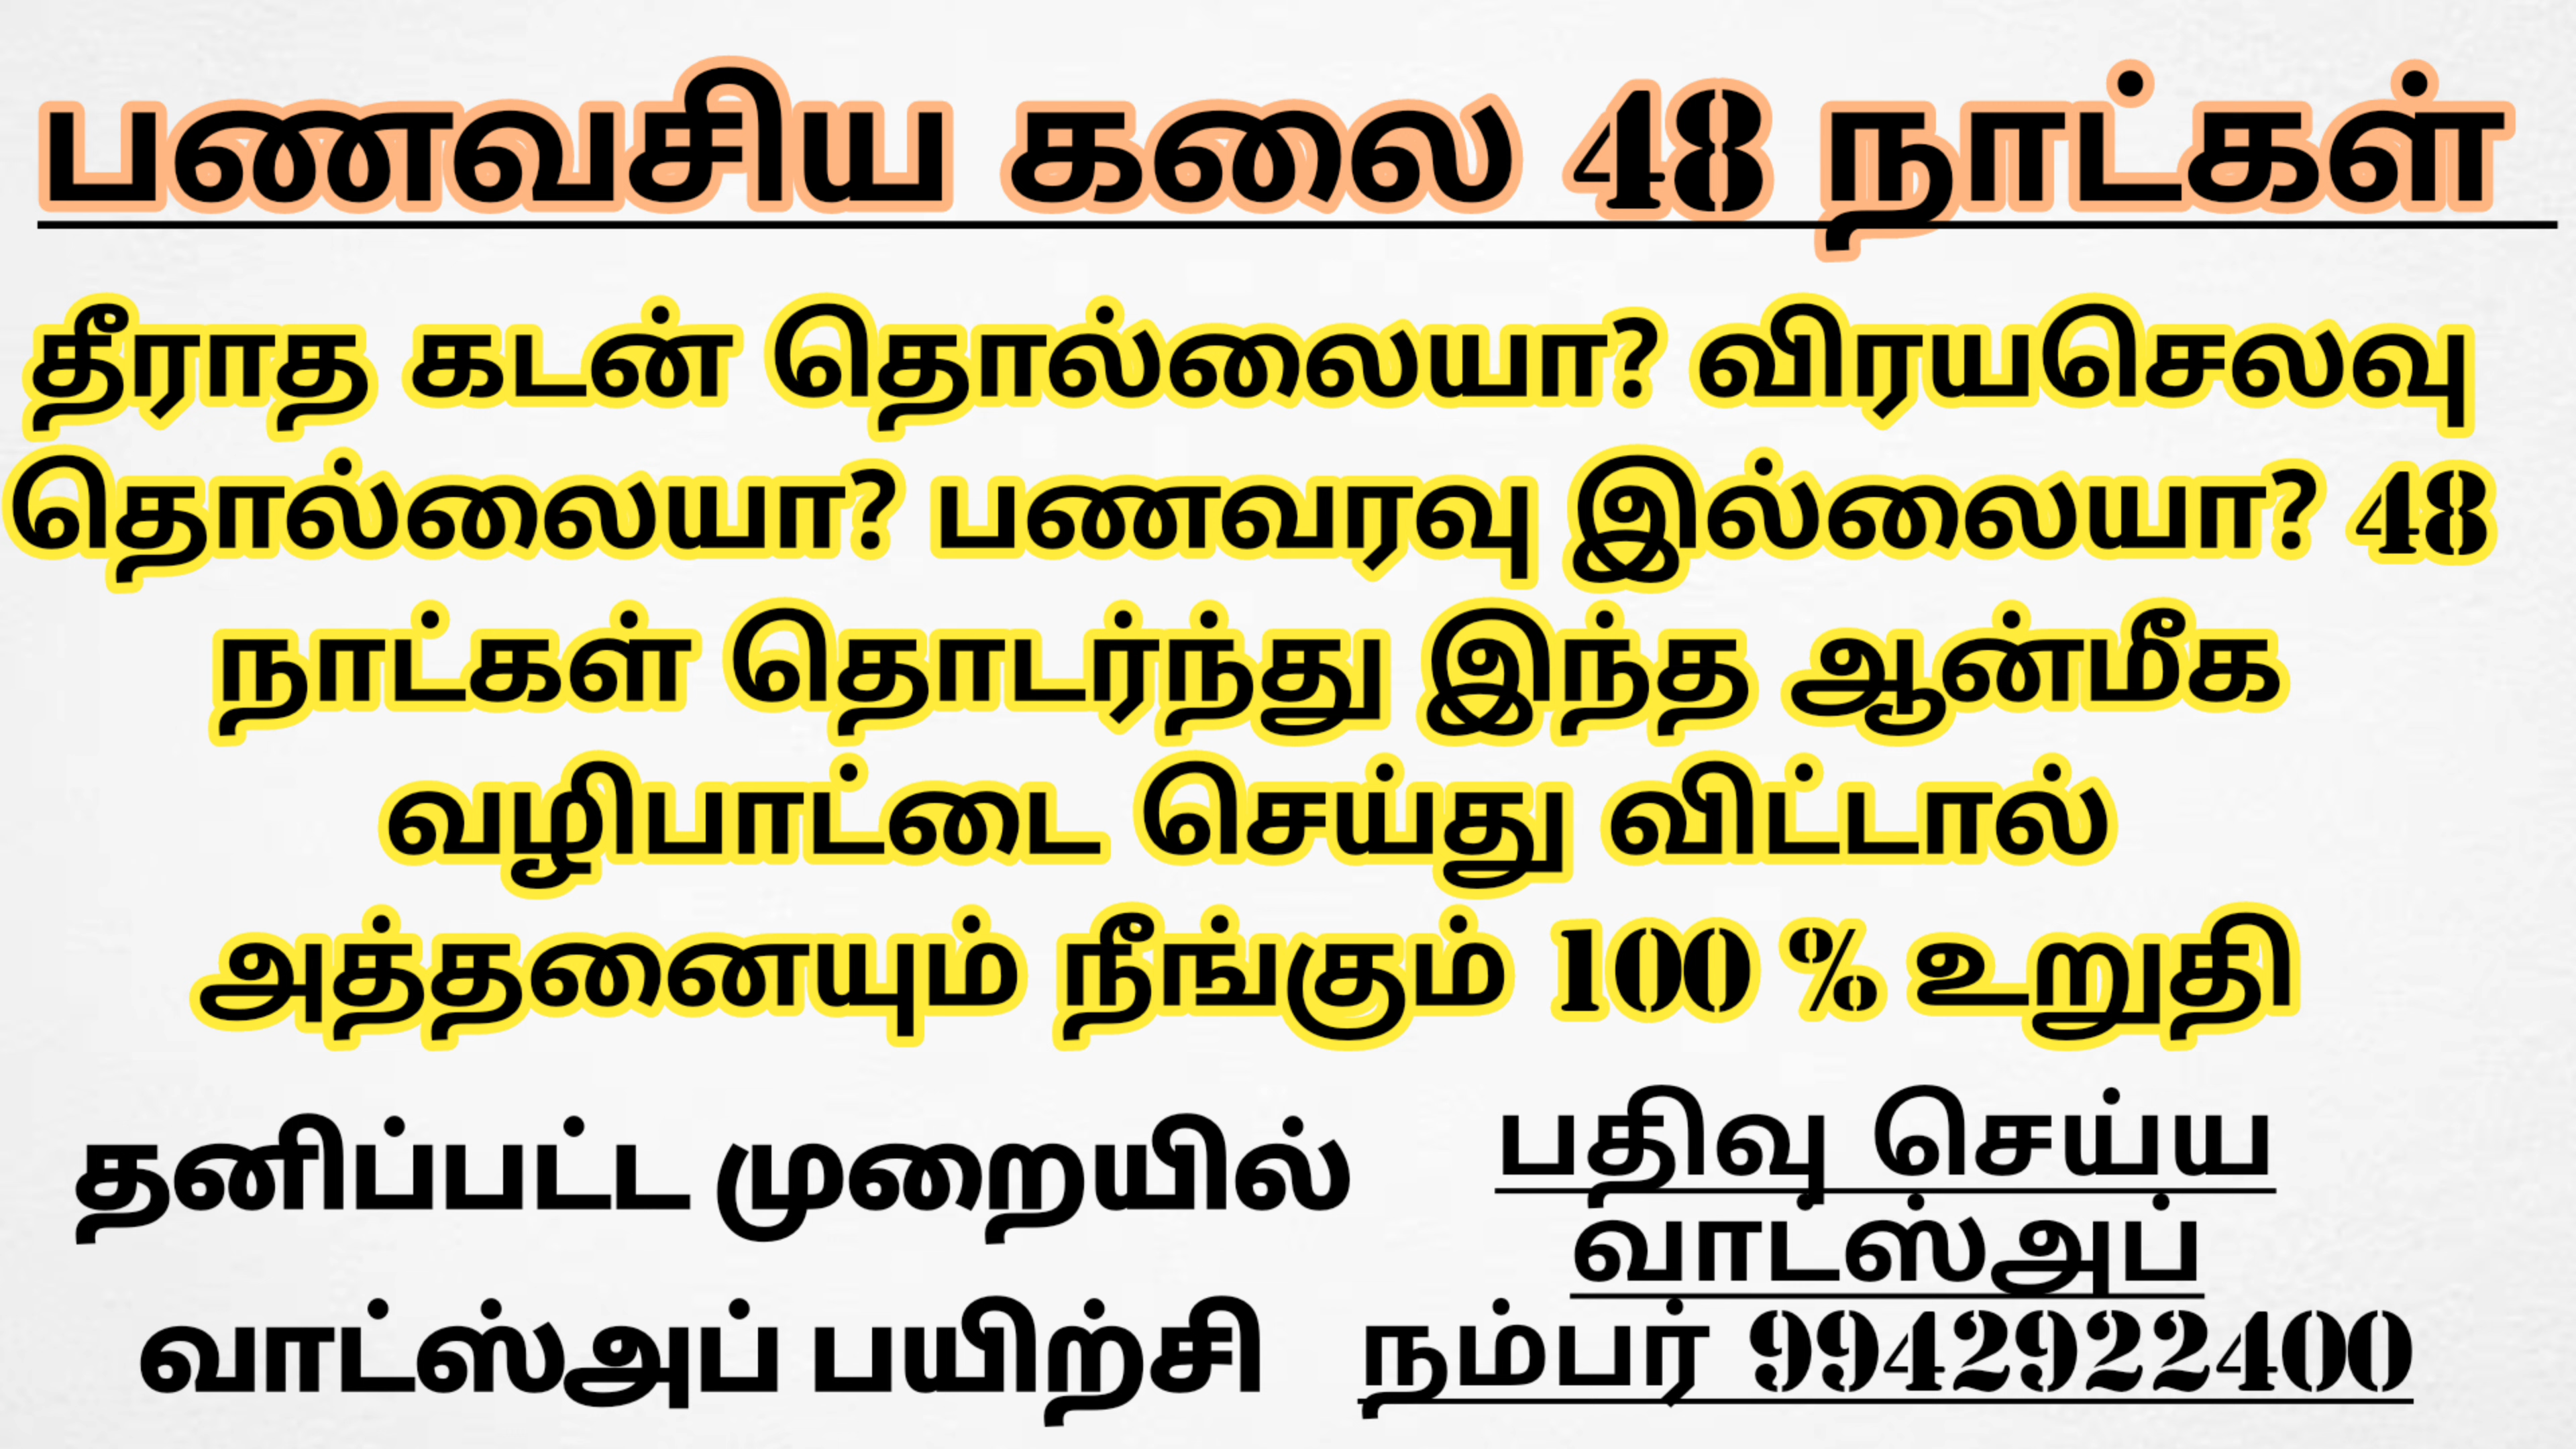 பணவசிய கலை 48 நாட்கள்
தீராத கடன் தொல்லையா? விரயசெலவு
தொல்லையா? பணவரவு இல்லையா? 48
நாட்கள் தொடர்ந்து இந்த ஆன்மீக
வழிபாட்டை செய்து விட்டால்
அத்தனையும் நீங்கும் 100 % உறுதி
தனிப்பட்ட முறையில்
வாட்ஸ்அப் பயிற்சி
பதிவு செய்ய
வாட்ஸ்அப்
நம்பர் 9942922400